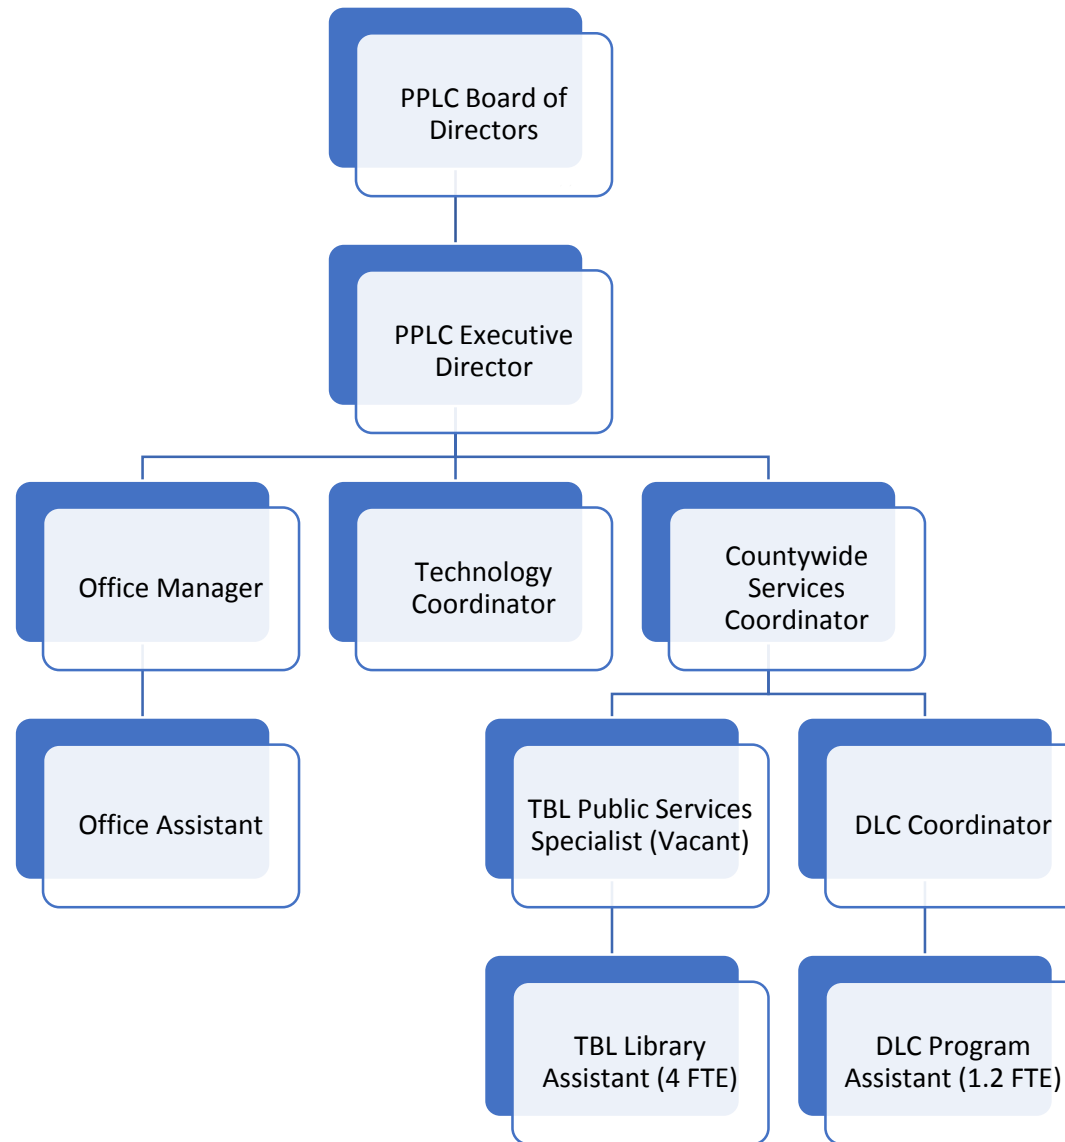 PPLC Board of
Directors
PPLC Executive
Director
Office Manager
Technology
Coordinator
Countywide
Services
Coordinator
Office Assistant
TBL Public Services
Specialist (Vacant)
DLC Coordinator
TBL Library
Assistant (4 FTE)
DLC Program
Assistant (1.2 FTE)